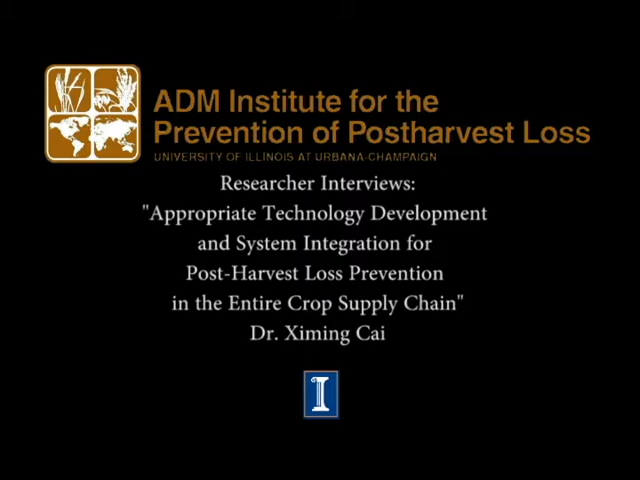 ADM Institute for the
Prevention of Postharvest Loss
UNIVERSITY OF ILLINOIS AT URBANA-CHAMPAIGN
Researcher Interviews:
"Appropriate Technology Development
and System Integration for
Post-Harvest Loss Prevention
in the Entire Crop Supply Chain"
Dr. Ximing Cai
I